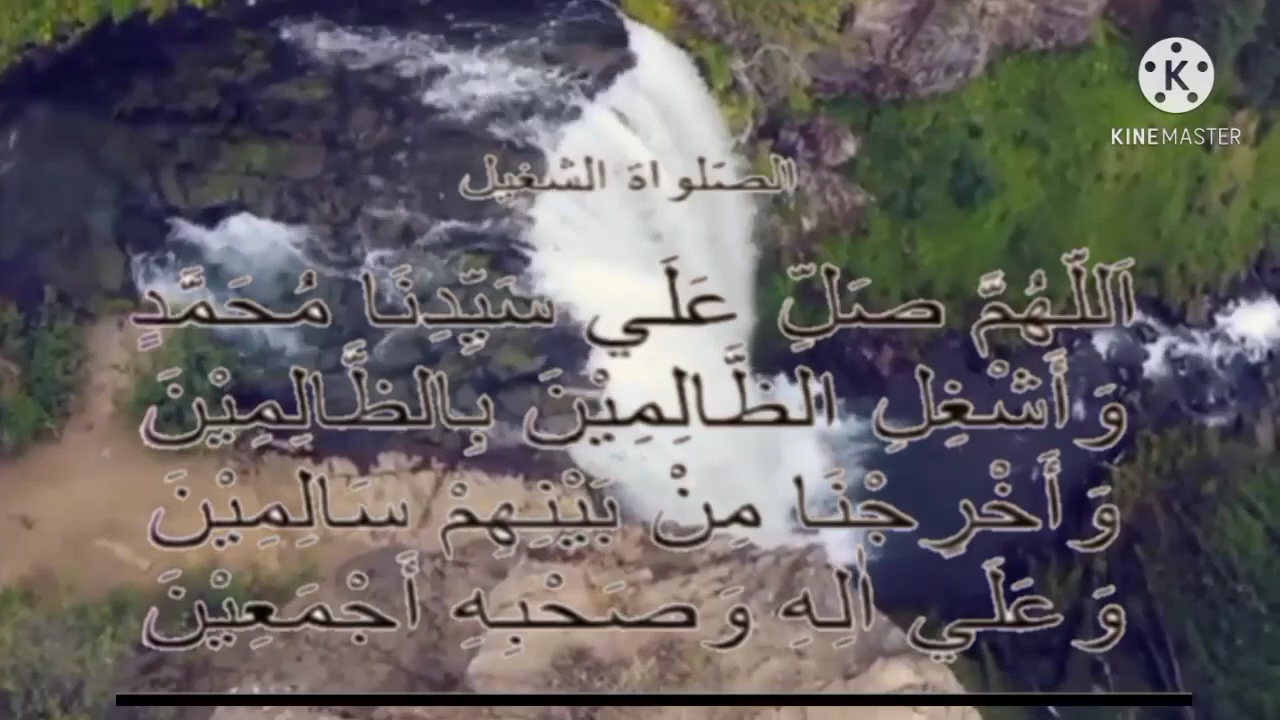 KINEMASTER
الصلواة الشغيل
اَللّٰهُمَّ صَلِّ عَلَي سَيِّدِنَا مُحَمَّدٍ
وَأَشْغِلِ الظَّالِمِيْنَ بِالظَّالِمِيْنَ
وَأَخْرِجْنَا مِنْ بَيْنِهِمْ سَالِمِيْنَ
وَعَلَي اٰلِهِ وَصَحْبِهِ أَجْمَعِيْنَ